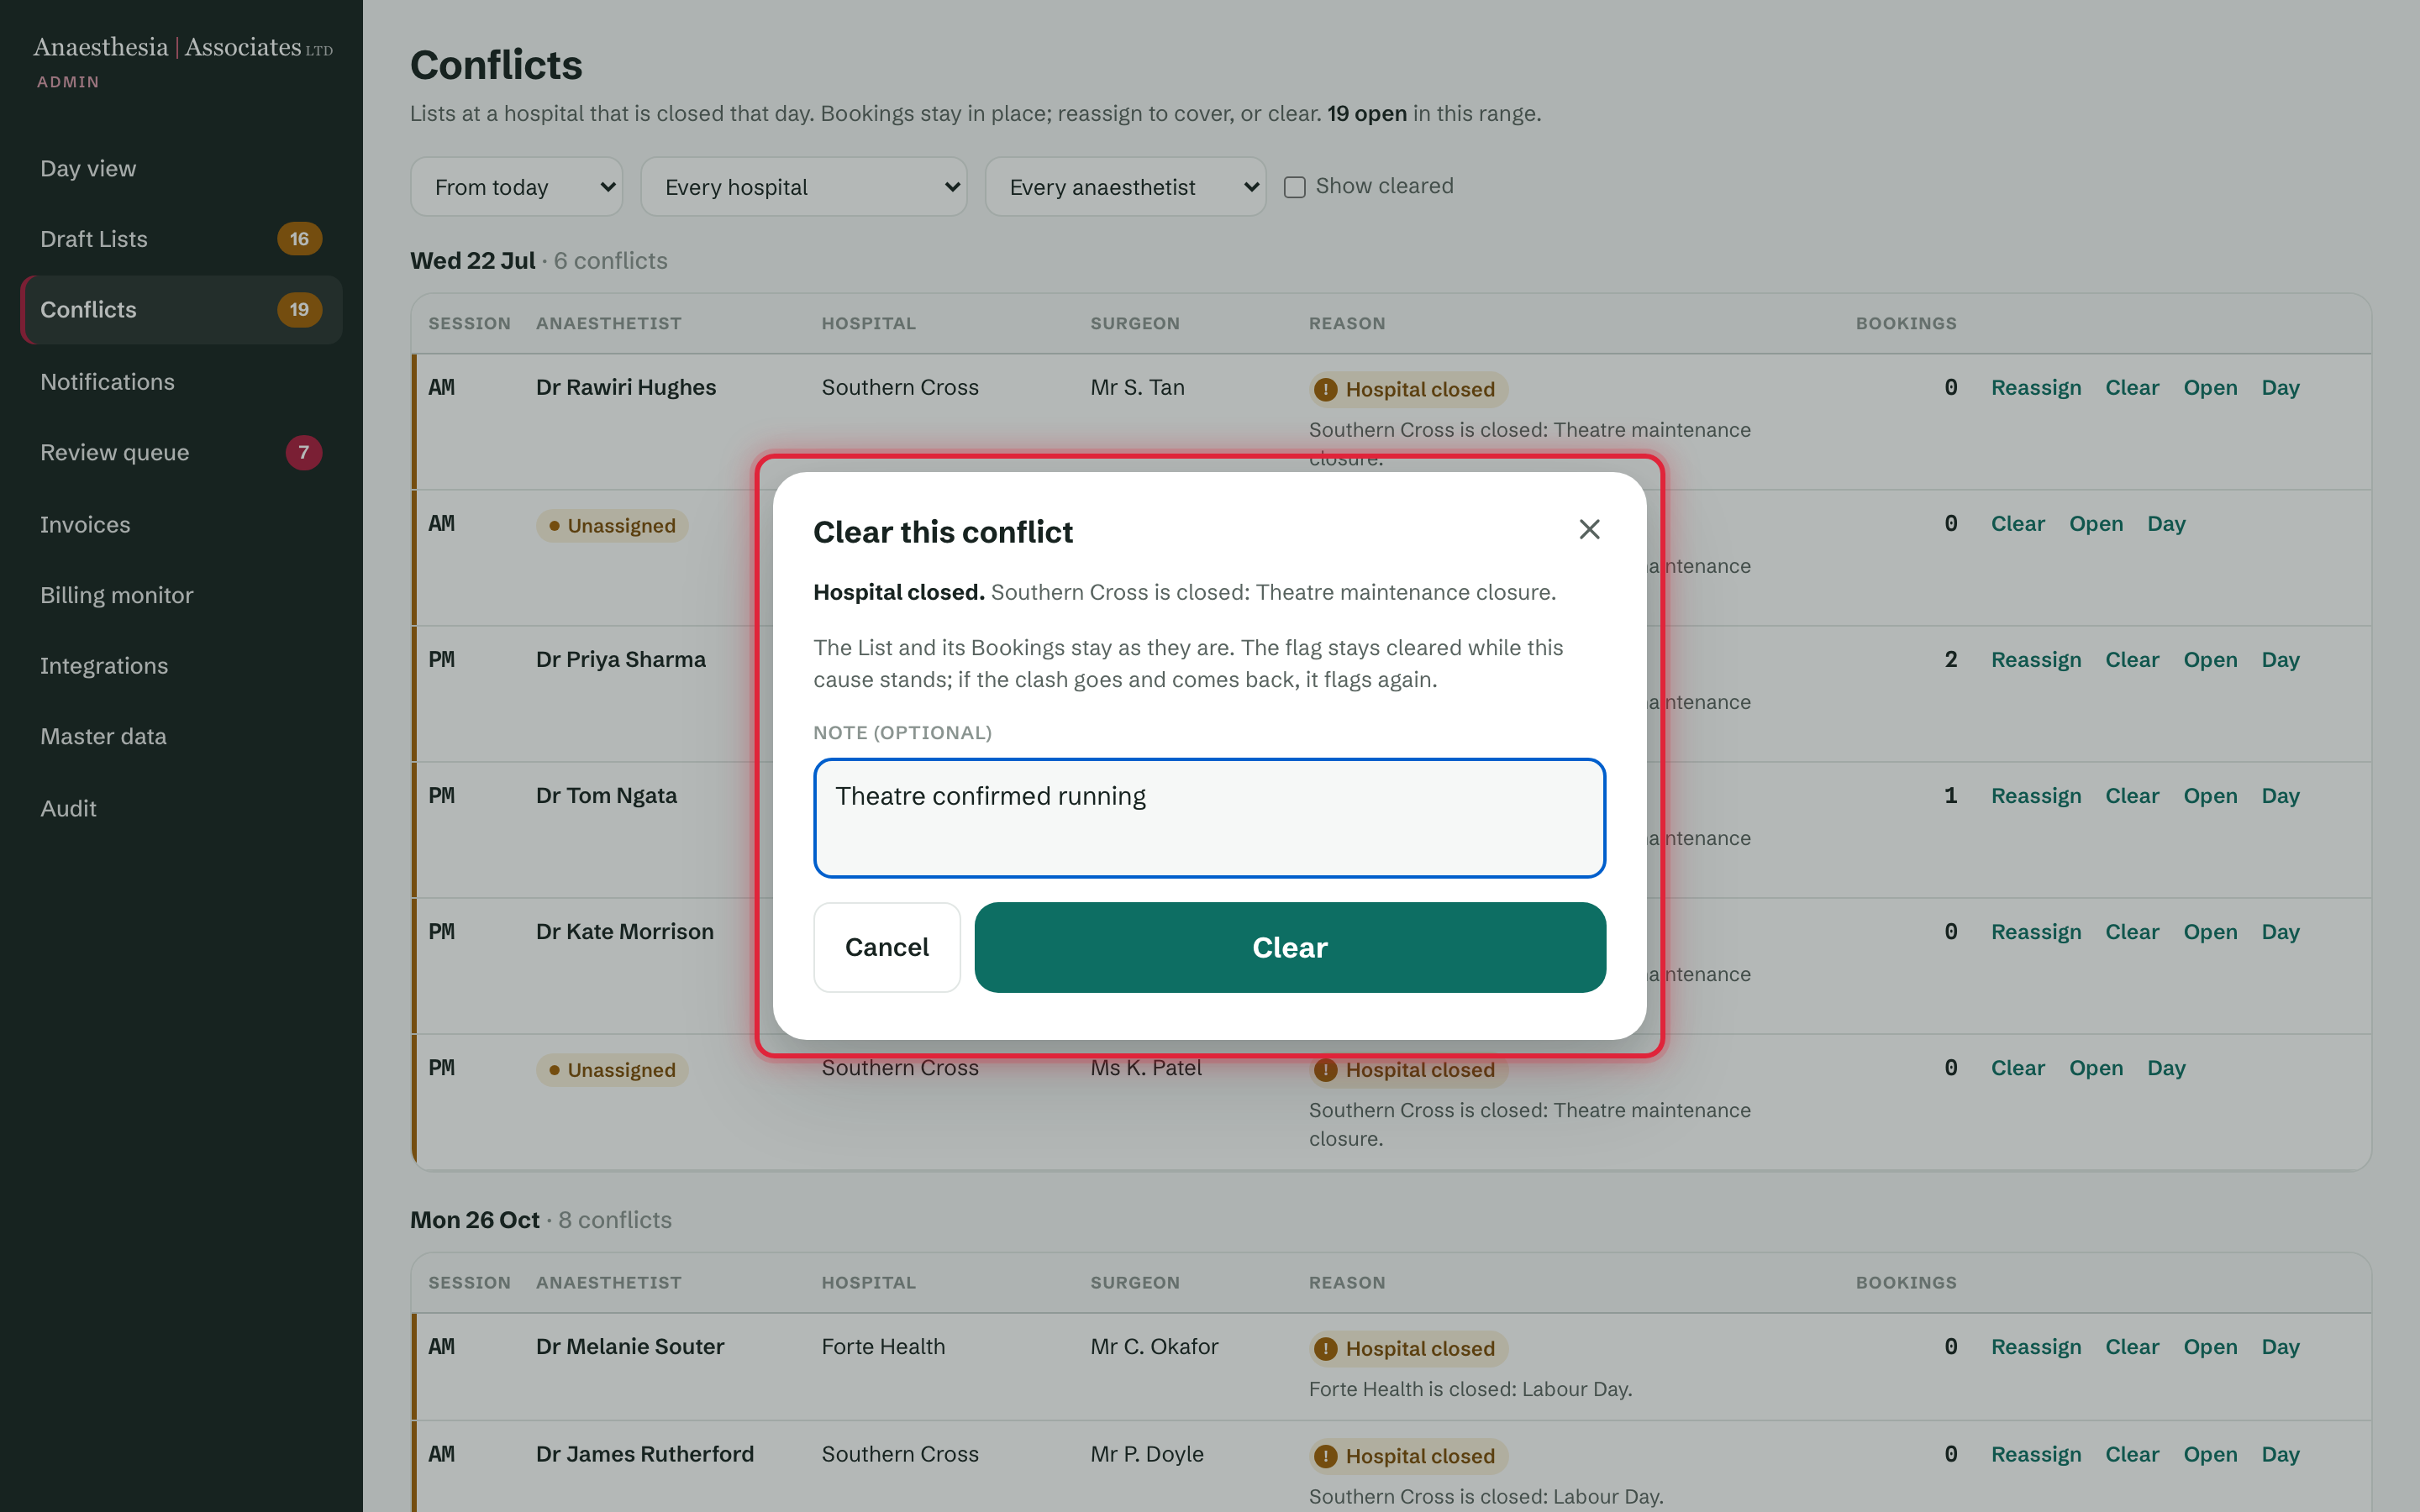 Anaesthesia | Associates LTD
ADMIN
Day view
Draft Lists 16
Conflicts 19
Notifications
Review queue 7
Invoices
Billing monitor
Integrations
Master data
Audit
Conflicts
Lists at a hospital that is closed that day. Bookings stay in place; reassign to cover, or clear. 19 open in this range.
From today Every hospital Every anaesthetist Show cleared
Wed 22 Jul · 6 conflicts
SESSION ANAESTHETIST HOSPITAL SURGEON REASON BOOKINGS
AM Dr Rawiri Hughes Southern Cross Mr S. Tan ! Hospital closed 0 Reassign Clear Open Day
Southern Cross is closed: Theatre maintenance
closure.
AM Unassigned 0 Clear Open Day
PM Dr Priya Sharma 2 Reassign Clear Open Day
PM Dr Tom Ngata 1 Reassign Clear Open Day
PM Dr Kate Morrison 0 Reassign Clear Open Day
Clear this conflict
Hospital closed. Southern Cross is closed: Theatre maintenance closure.
The List and its Bookings stay as they are. The flag stays cleared while this
cause stands; if the clash goes and comes back, it flags again.
NOTE (OPTIONAL)
Theatre confirmed running
Cancel Clear
PM Unassigned Southern Cross Ms K. Patel ! Hospital closed 0 Clear Open Day
Southern Cross is closed: Theatre maintenance
closure.
Mon 26 Oct · 8 conflicts
SESSION ANAESTHETIST HOSPITAL SURGEON REASON BOOKINGS
AM Dr Melanie Souter Forte Health Mr C. Okafor ! Hospital closed 0 Reassign Clear Open Day
Forte Health is closed: Labour Day.
AM Dr James Rutherford Southern Cross Mr P. Doyle ! Hospital closed 0 Reassign Clear Open Day
Southern Cross is closed: Labour Day.